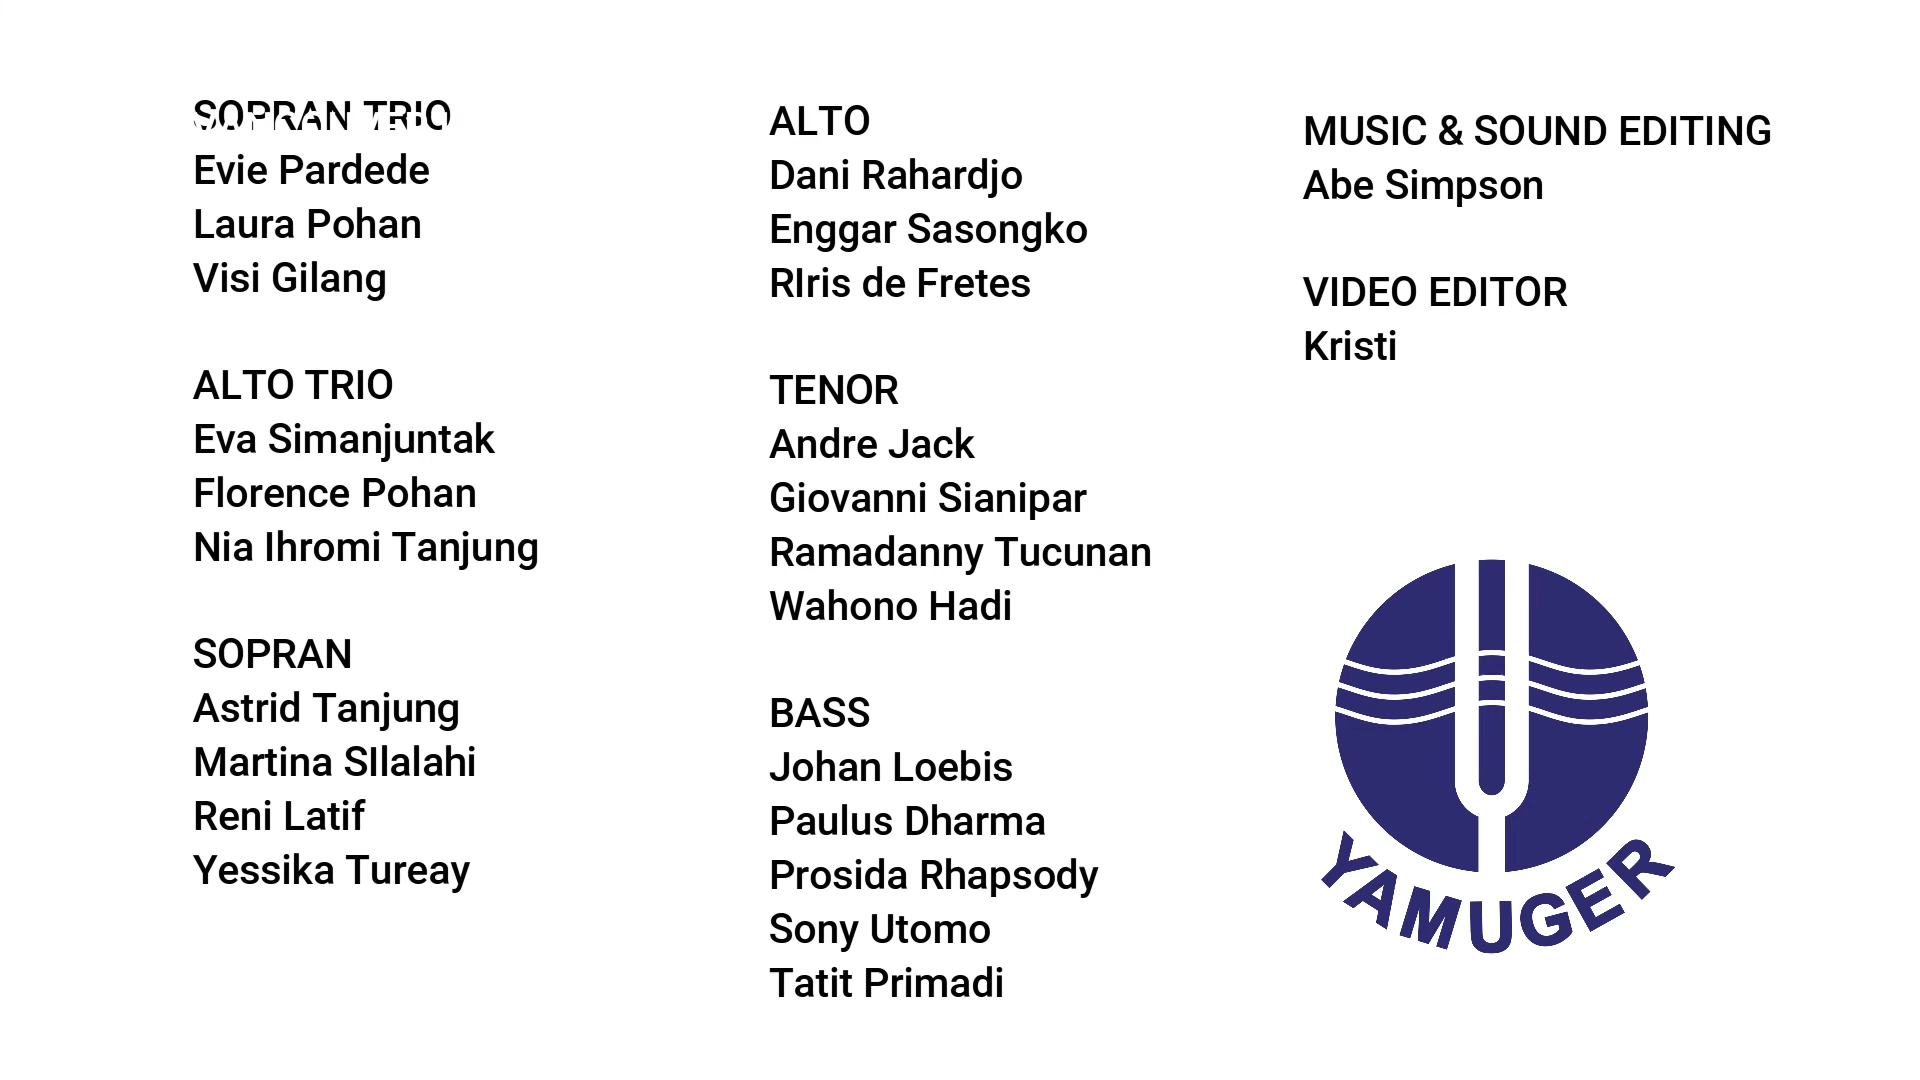 SOPRAN TRIO
Evie Pardede
Laura Pohan
Visi Gilang
ALTO TRIO
Eva Simanjuntak
Florence Pohan
Nia Ihromi Tanjung
SOPRAN
Astrid Tanjung
Martina SIlalahi
Reni Latif
Yessika Tureay
ALTO
Dani Rahardjo
Enggar Sasongko
RIris de Fretes
TENOR
Andre Jack
Giovanni Sianipar
Ramadanny Tucunan
Wahono Hadi
BASS
Johan Loebis
Paulus Dharma
Prosida Rhapsody
Sony Utomo
Tatit Primadi
MUSIC & SOUND EDITING
Abe Simpson
VIDEO EDITOR
Kristi
YAMUGER